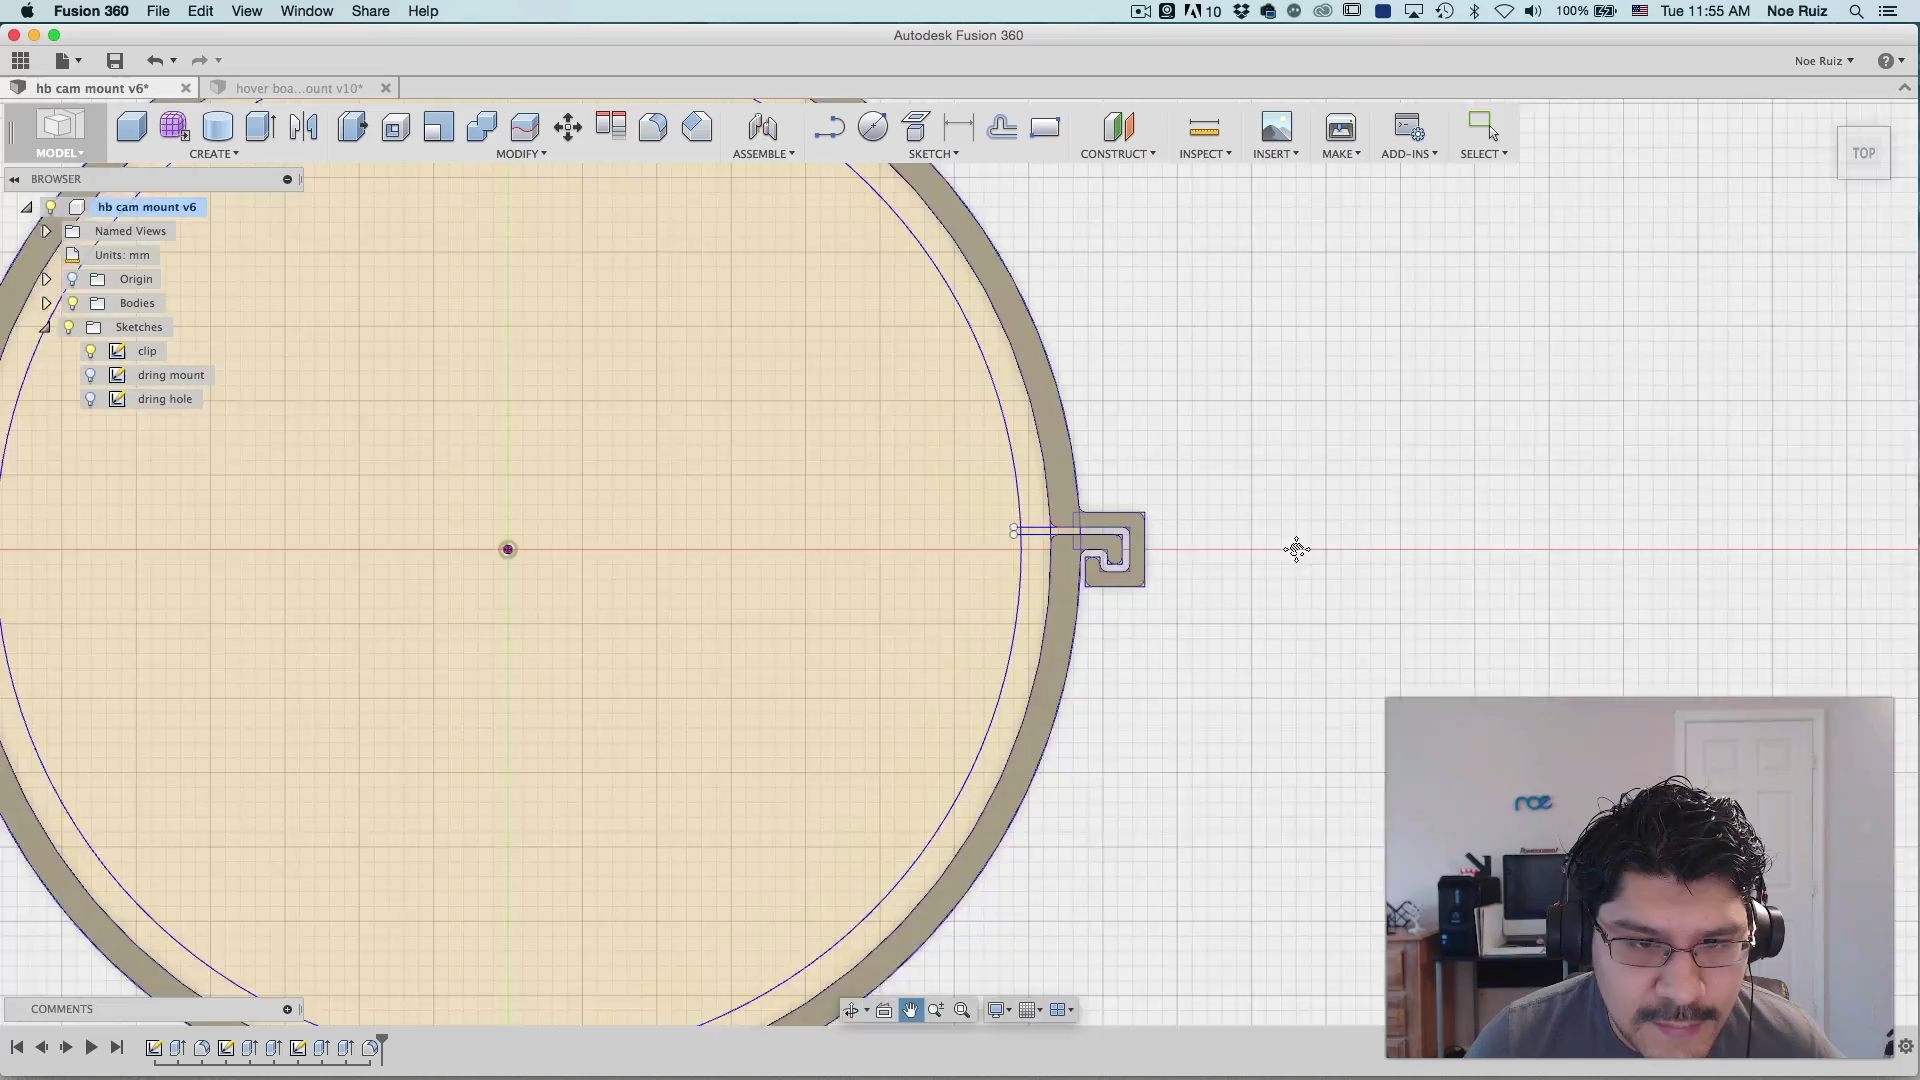 Fusion 360 File Edit View Window Share Help 10 100% Tue 11:55 AM Noe Ruiz
Autodesk Fusion 360
Noe Ruiz
hb cam mount v6* hover boa...ount v10*
MODEL CREATE MODIFY ASSEMBLE SKETCH CONSTRUCT INSPECT INSERT MAKE ADD-INS SELECT
TOP
BROWSER
hb cam mount v6
Named Views
Units: mm
Origin
Bodies
Sketches
clip
dring mount
dring hole
noe
COMMENTS